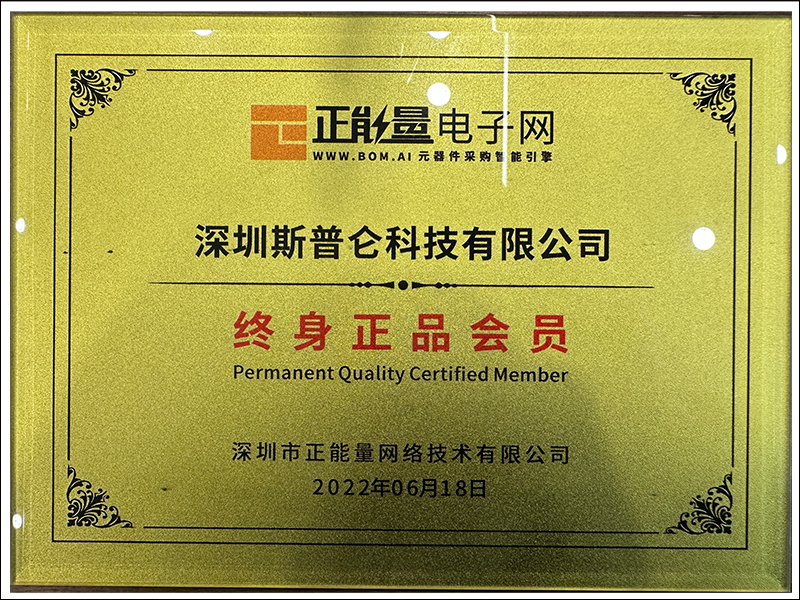 正能量电子网
WWW.BOM.AI 元器件采购智能引擎
深圳斯普仑科技有限公司
终身正品会员
Permanent Quality Certified Member
深圳市正能量网络技术有限公司
2022年06月18日